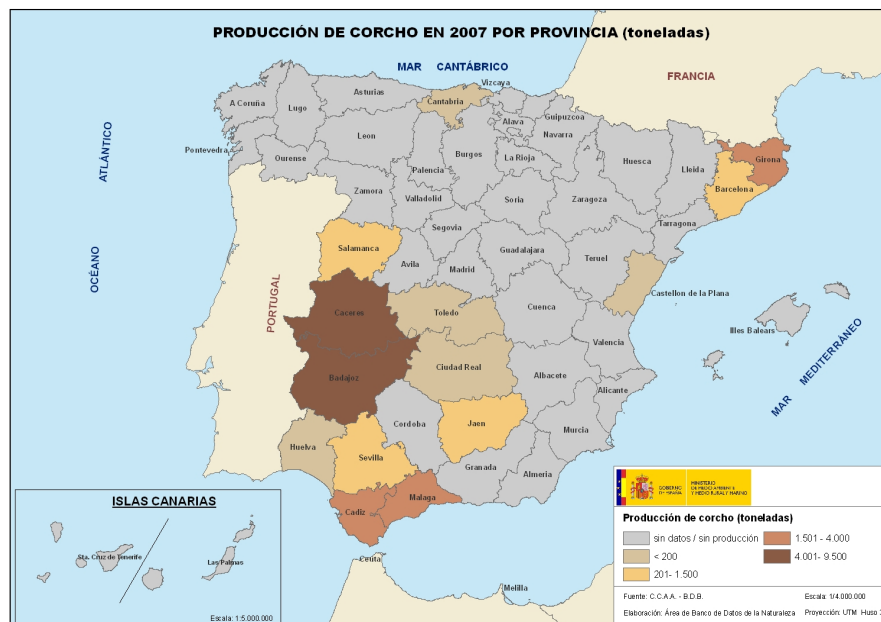 PRODUCCIÓN DE CORCHO EN 2007 POR PROVINCIA (toneladas)
MAR CANTÁBRICO
FRANCIA
Vizcaya
Asturias
Cantabria
A Coruña
Lugo
Guipuzcoa
Alava
Navarra
Leon
Pontevedra
Ourense
Palencia
Burgos
La Rioja
Huesca
Lleida
Girona
Barcelona
ATLÁNTICO
Zamora
Valladolid
Soria
Zaragoza
Tarragona
Segovia
Salamanca
Avila
Madrid
Guadalajara
Teruel
OCÉANO
PORTUGAL
Caceres
Toledo
Cuenca
Castellon de la Plana
Illes Balears
Valencia
MAR MEDITERRÁNEO
Badajoz
Ciudad Real
Albacete
Alicante
Cordoba
Jaen
Murcia
Huelva
Sevilla
Granada
Almeria
Malaga
Cadiz
Ceuta
Melilla
ISLAS CANARIAS
Sta. Cruz de Tenerife
Las Palmas
Escala: 1:5.000.000
GOBIERNO
DE ESPAÑA
MINISTERIO
DE MEDIO AMBIENTE
Y MEDIO RURAL Y MARINO
Producción de corcho (toneladas)
sin datos / sin producción
1.501 - 4.000
< 200
4.001- 9.500
201- 1.500
Fuente: C.C.A.A. - B.D.B.
Escala: 1/4.000.000
Elaboración: Área de Banco de Datos de la Naturaleza
Proyección: UTM Huso